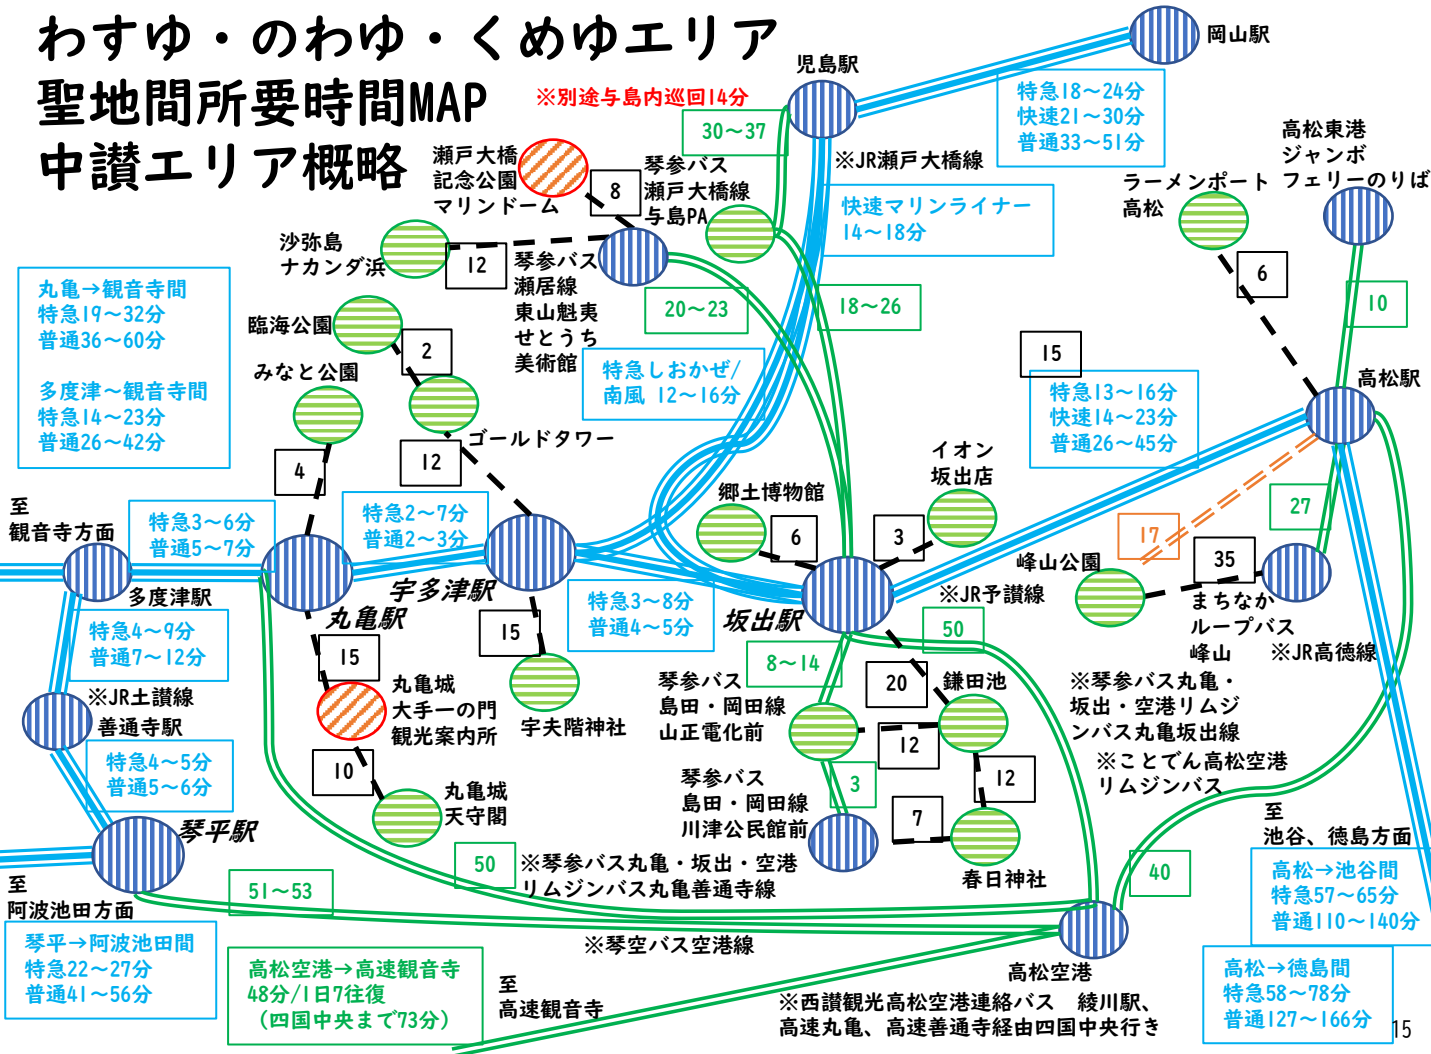 わすゆ・のわゆ・くめゆエリア
聖地間所要時間MAP
中讃エリア概略
※別途与島内巡回14分
児島駅
岡山駅
30～37
特急18～24分
快速21～30分
普通33～51分
※JR瀬戸大橋線
高松東港
ジャンボ
フェリーのりば
ラーメンポート
高松
瀬戸大橋
記念公園
マリンドーム
8
琴参バス
瀬戸大橋線
与島PA
快速マリンライナー
14～18分
沙弥島
ナカンダ浜
12
琴参バス
瀬居線
東山魁夷
せとうち
美術館
20～23
18～26
6
10
丸亀→観音寺間
特急19～32分
普通36～60分
多度津～観音寺間
特急14～23分
普通26～42分
臨海公園
2
みなと公園
特急しおかぜ/
南風 12～16分
15
特急13～16分
快速14～23分
普通26～45分
高松駅
ゴールドタワー
4
12
イオン
坂出店
郷土博物館
6
3
27
17
35
至
観音寺方面
特急3～6分
普通5～7分
特急2～7分
普通2～3分
峰山公園
まちなか
ループバス
峰山
※JR高徳線
多度津駅
丸亀駅
宇多津駅
特急3～8分
普通4～5分
坂出駅
※JR予讃線
特急4～9分
普通7～12分
15
15
50
8～14
20
※JR土讃線
善通寺駅
丸亀城
大手一の門
観光案内所
宇夫階神社
琴参バス
島田・岡田線
山正電化前
鎌田池
※琴参バス丸亀・
坂出・空港リムジ
ンバス丸亀坂出線
12
※ことでん高松空港
リムジンバス
特急4～5分
普通5～6分
10
丸亀城
天守閣
琴参バス
島田・岡田線
川津公民館前
3
12
7
琴平駅
春日神社
至
池谷、徳島方面
50
※琴参バス丸亀・坂出・空港
リムジンバス丸亀善通寺線
40
高松→池谷間
特急57～65分
普通110～140分
至
阿波池田方面
51～53
※琴空バス空港線
琴平→阿波池田間
特急22～27分
普通41～56分
高松空港→高速観音寺
48分/1日7往復
（四国中央まで73分）
至
高速観音寺
高松空港
※西讃観光高松空港連絡バス　綾川駅、
高速丸亀、高速善通寺経由四国中央行き
高松→徳島間
特急58～78分
普通127～166分
15